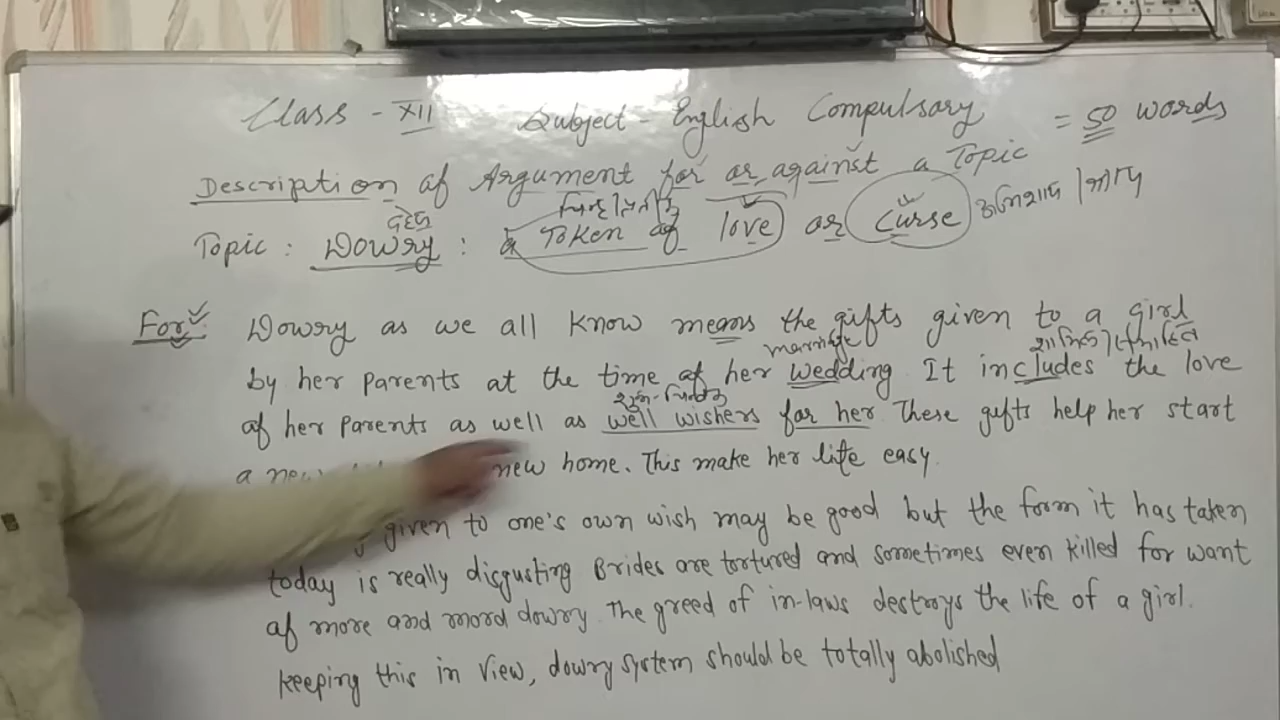 Class - XII Subject - English Compulsory = 50 words
Description of Argument for or against a Topic
દહેજ
Topic : Dowry : a Token of love or Curse અભિશાપ / શ્રાપ
For Dowry as we all know means the gifts given to a girl
marriage
by her parents at the time of her wedding. It includes the love
શુભ-ચિંતક
of her parents as well as well wishers for her. These gifts help her start
a new new home. This make her life easy.
given to one's own wish may be good but the form it has taken
today is really disgusting Brides are tortured and sometimes even killed for want
of more and mord dowry. The greed of in-laws destroys the life of a girl.
keeping this in view, dowry system should be totally abolished